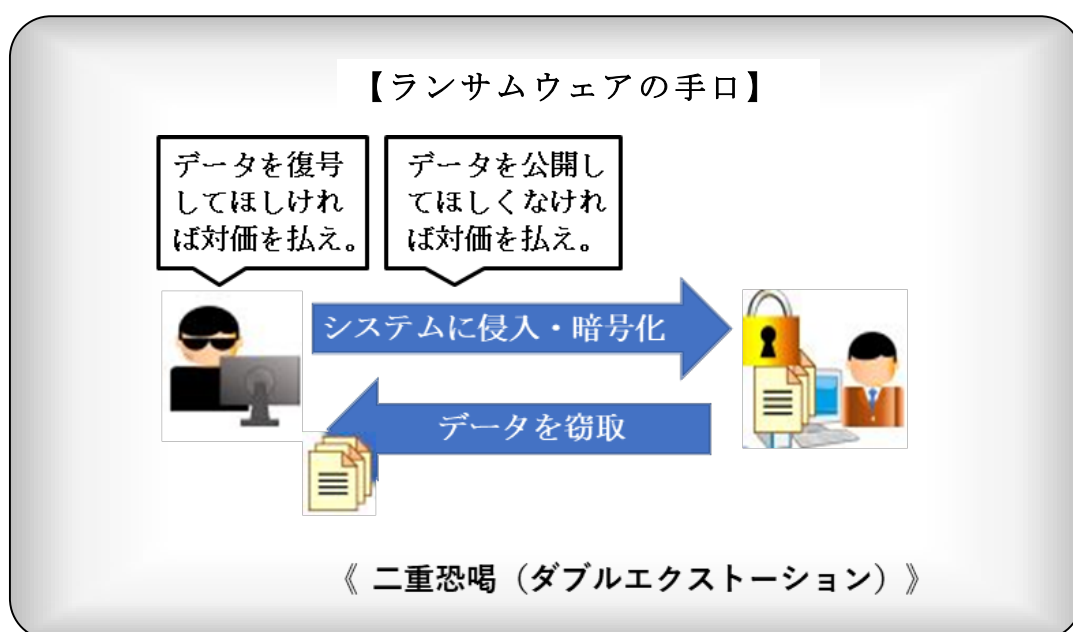 【ランサムウェアの手口】
データを復号
してほしけれ
ば対価を払え。
データを公開し
てほしくなけれ
ば対価を払え。
システムに侵入・暗号化
データを窃取
《 二重恐喝（ダブルエクストーション）》